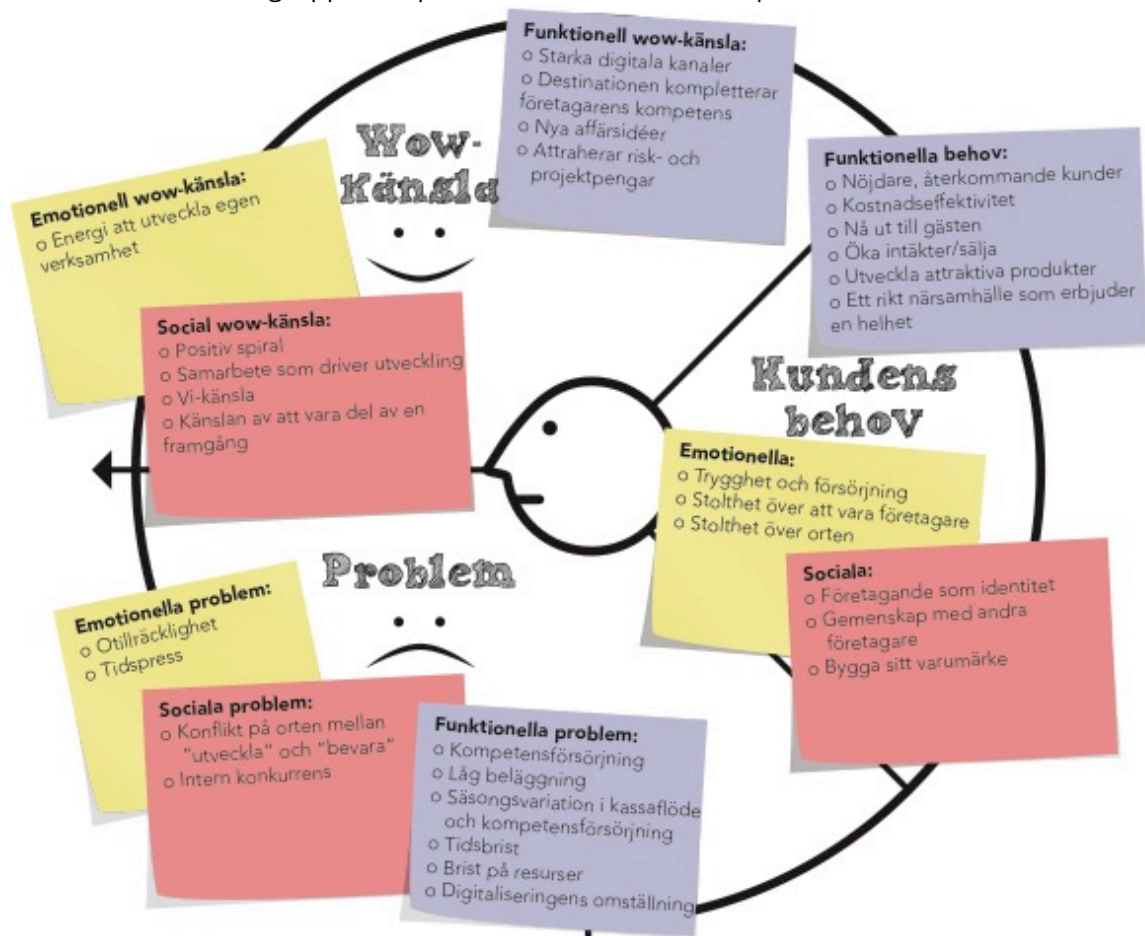 Funktionell wow-känsla:
o Starka digitala kanaler
o Destinationen kompletterar
företagarens kompetens
o Nya affärsidéer
o Attraherar risk- och
projektpengar
Wow-
Känsla
Emotionell wow-känsla:
o Energi att utveckla egen
verksamhet
Social wow-känsla:
o Positiv spiral
o Samarbete som driver utveckling
o Vi-känsla
o Känslan av att vara del av en
framgång
Funktionella behov:
o Nöjdare, återkommande kunder
o Kostnadseffektivitet
o Nå ut till gästen
o Öka intäkter/sälja
o Utveckla attraktiva produkter
o Ett rikt närsamhälle som erbjuder
en helhet
Kundens
behov
Emotionella:
o Trygghet och försörjning
o Stolthet över att vara företagare
o Stolthet över orten
Sociala:
o Företagande som identitet
o Gemenskap med andra
företagare
o Bygga sitt varumärke
Problem
Emotionella problem:
o Otillräcklighet
o Tidspress
Sociala problem:
o Konflikt på orten mellan
"utveckla" och "bevara"
o Intern konkurrens
Funktionella problem:
o Kompetensförsörjning
o Låg beläggning
o Säsongsvariation i kassaflöde
och kompetensförsörjning
o Tidsbrist
o Brist på resurser
o Digitaliseringens omställning